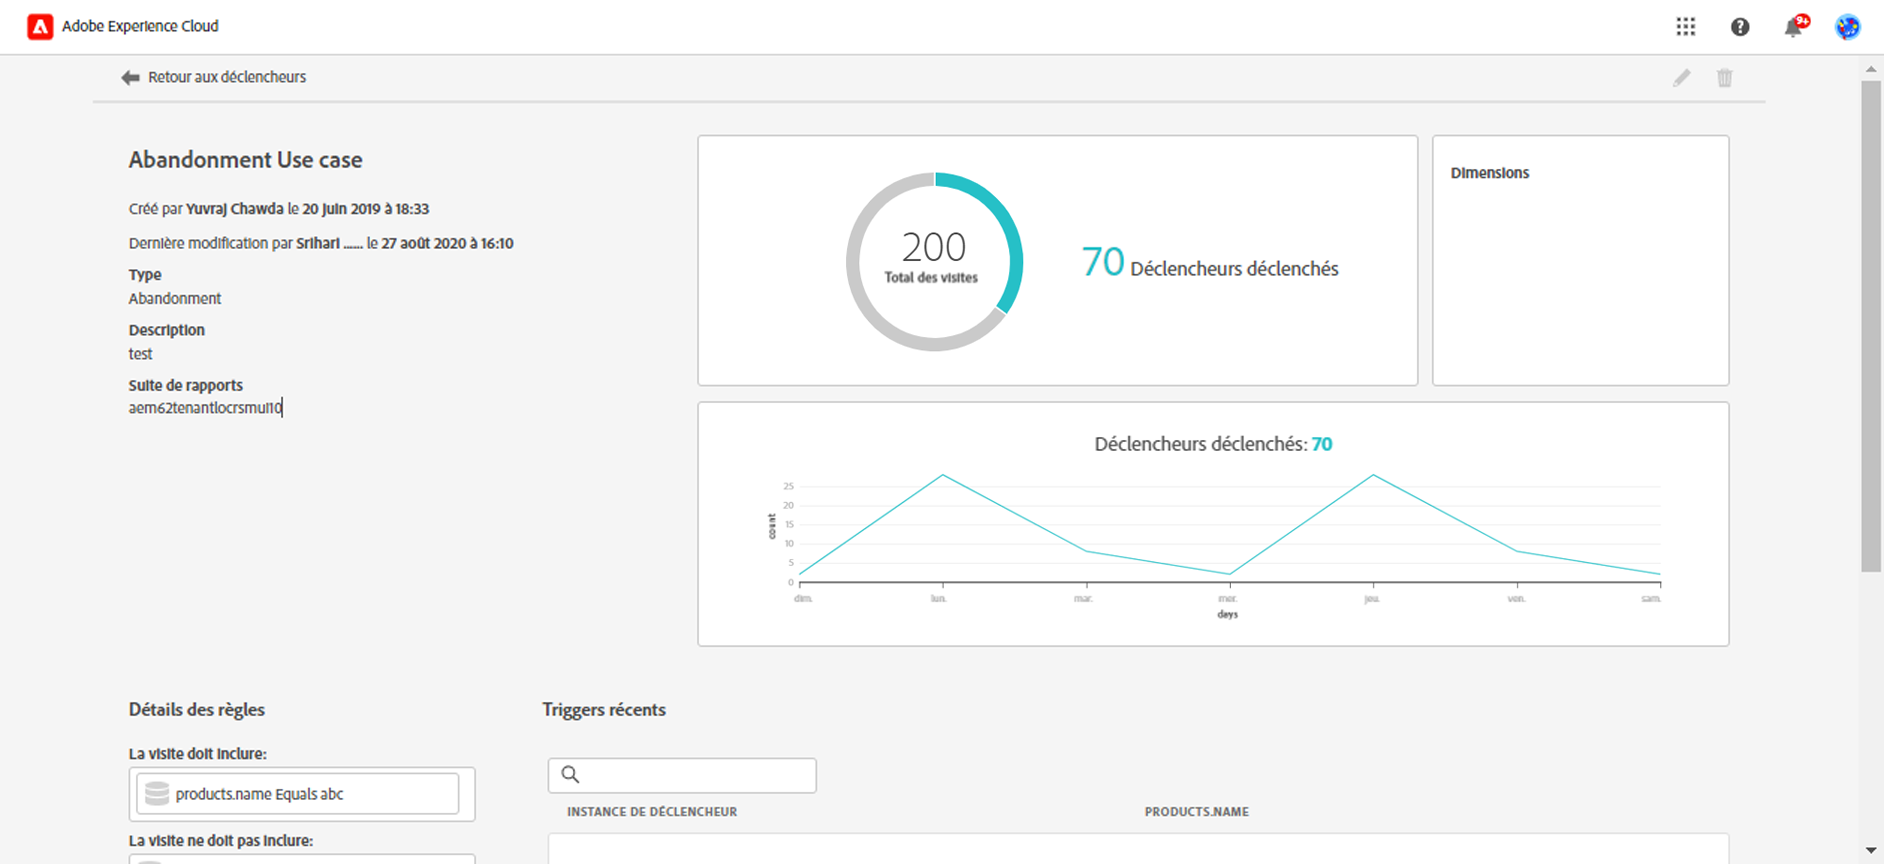 Adobe Experience Cloud
9+
Retour aux déclencheurs
Abandonment Use case
Créé par Yuvraj Chawda le 20 juin 2019 à 18:33
Dernière modification par Srihari ...... le 27 août 2020 à 16:10
Type
Abandonment
Description
test
Suite de rapports
aem62tenantlocrsmul10
200
Total des visites
70 Déclencheurs déclenchés
Dimensions
Déclencheurs déclenchés: 70
count
25
20
15
10
5
0
dim.
lun.
mar.
mer.
jeu.
ven.
sam.
days
Détails des règles
La visite doit inclure:
products.name Equals abc
La visite ne doit pas inclure:
Triggers récents
INSTANCE DE DÉCLENCHEUR
PRODUCTS.NAME